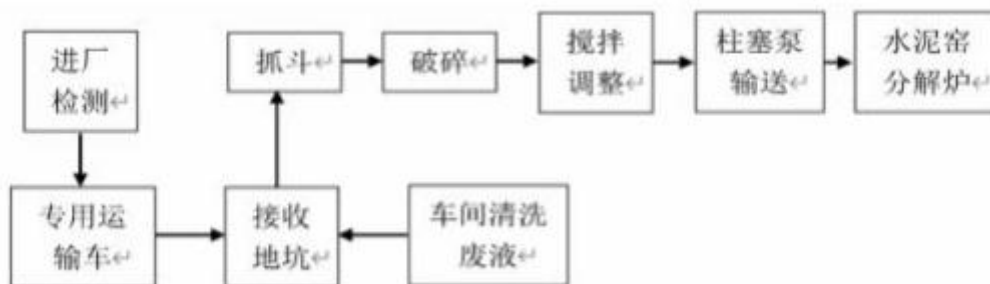 进厂
检测↵
抓斗↵
破碎↵
搅拌
调整↵
柱塞泵
输送↵
水泥窑
分解炉↵
专用运
输车↵
接收
地坑↵
车间清洗
废液↵